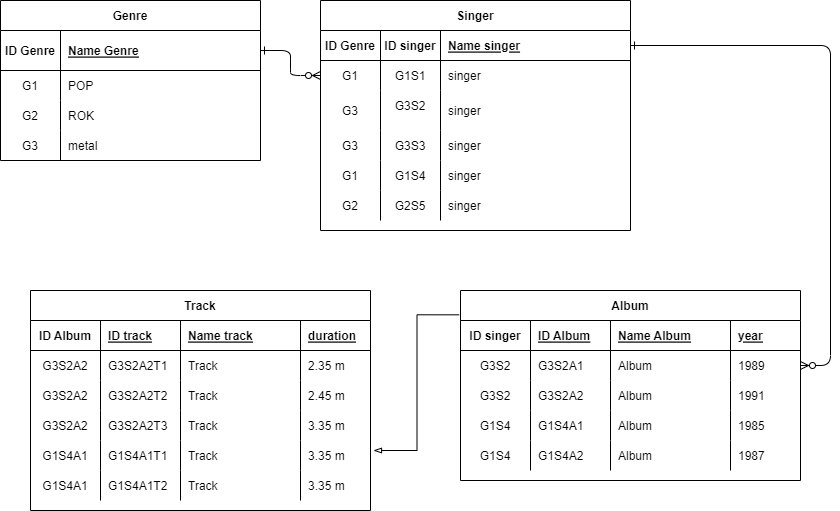 Genre
ID Genre Name Genre
G1 POP
G2 ROK
G3 metal
Singer
ID Genre ID singer Name singer
G1 G1S1 singer
G3 G3S2 singer
G3 G3S3 singer
G1 G1S4 singer
G2 G2S5 singer
Track
ID Album ID track Name track duration
G3S2A2 G3S2A2T1 Track 2.35 m
G3S2A2 G3S2A2T2 Track 2.45 m
G3S2A2 G3S2A2T3 Track 3.35 m
G1S4A1 G1S4A1T1 Track 3.35 m
G1S4A1 G1S4A1T2 Track 3.35 m
Album
ID singer ID Album Name Album year
G3S2 G3S2A1 Album 1989
G3S2 G3S2A2 Album 1991
G1S4 G1S4A1 Album 1985
G1S4 G1S4A2 Album 1987